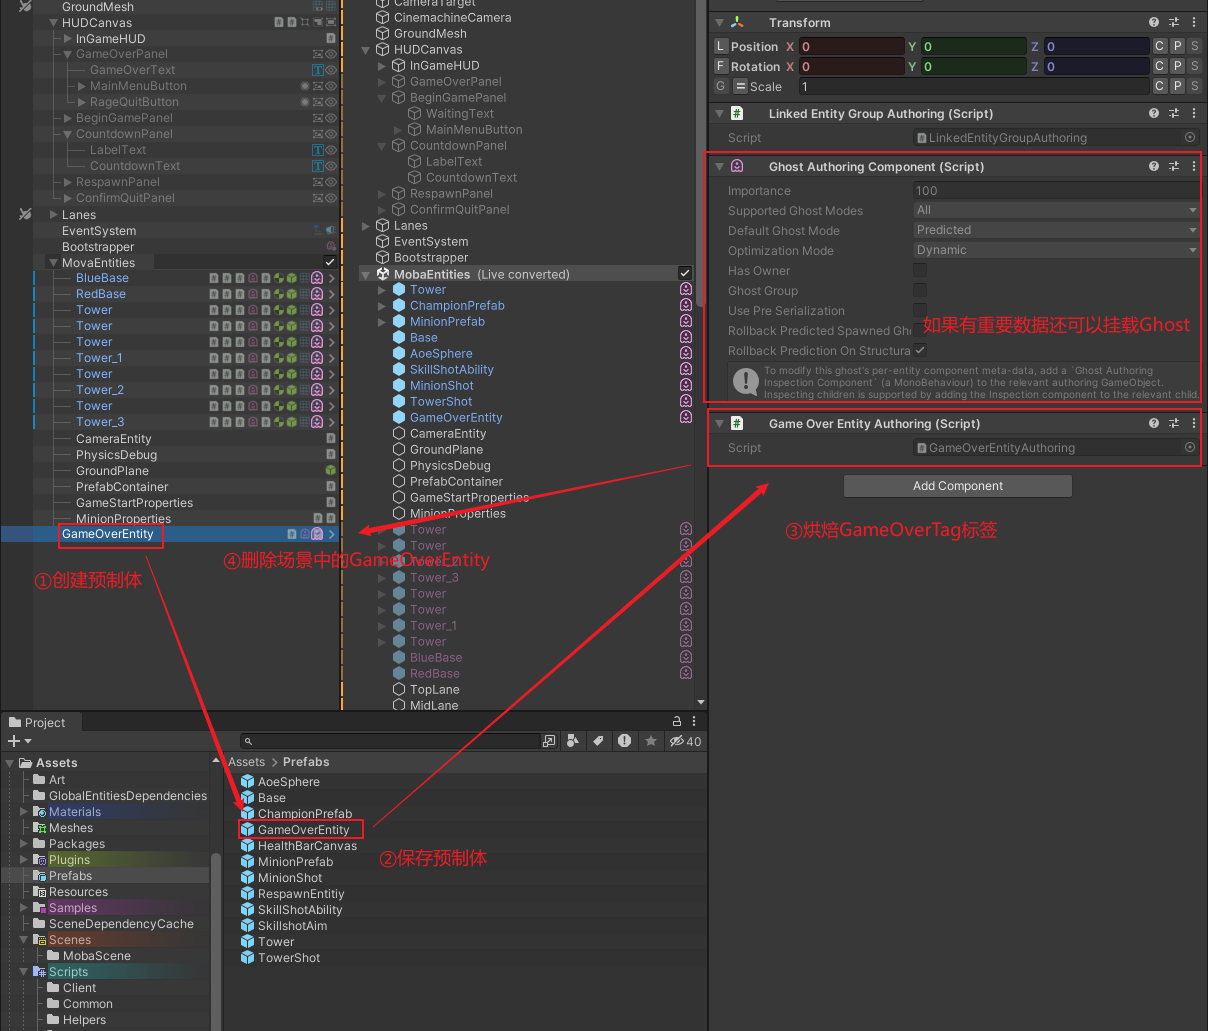 GroundMesh
HUDCanvas
InGameHUD
GameOverPanel
GameOverText
MainMenuButton
RageQuitButton
BeginGamePanel
CountdownPanel
LabelText
CountdownText
RespawnPanel
ConfirmQuitPanel
Lanes
EventSystem
Bootstrapper
MovaEntities
BlueBase
RedBase
Tower
Tower
Tower
Tower_1
Tower
Tower_2
Tower
Tower_3
CameraEntity
PhysicsDebug
GroundPlane
PrefabContainer
GameStartProperties
MinionProperties
GameOverEntity
①创建预制体
CameraTarget
CinemachineCamera
GroundMesh
HUDCanvas
InGameHUD
GameOverPanel
BeginGamePanel
WaitingText
MainMenuButton
CountdownPanel
LabelText
CountdownText
RespawnPanel
ConfirmQuitPanel
Lanes
EventSystem
Bootstrapper
MobaEntities (Live converted)
Tower
ChampionPrefab
MinionPrefab
Base
AoeSphere
SkillShotAbility
MinionShot
TowerShot
GameOverEntity
CameraEntity
GroundPlane
PhysicsDebug
PrefabContainer
GameStartProperties
MinionProperties
Tower
Tower
④删除场景中的GameOverEntity
Tower_2
Tower_3
Tower
Tower
Tower_1
Tower
BlueBase
RedBase
TopLane
MidLane
Transform
L Position X 0 Y 0 Z 0 C P S
F Rotation X 0 Y 0 Z 0 C P S
G Scale 1 C P S
# Linked Entity Group Authoring (Script)
Script # LinkedEntityGroupAuthoring
Ghost Authoring Component (Script)
Importance 100
Supported Ghost Modes All
Default Ghost Mode Predicted
Optimization Mode Dynamic
Has Owner
Ghost Group
Use Pre Serialization
Rollback Predicted Spawned Gho
如果有重要数据还可以挂载Ghost
Rollback Prediction On Structura
To modify this ghost's per-entity component meta-data, add a `Ghost Authoring
Inspection Component` (a MonoBehaviour) to the relevant authoring GameObject.
Inspecting children is supported by adding the Inspection component to the relevant child.
# Game Over Entity Authoring (Script)
Script # GameOverEntityAuthoring
Add Component
③烘焙GameOverTag标签
Project
40
Assets
Art
GlobalEntitiesDependencies
Materials
Meshes
Packages
Plugins
Prefabs
Resources
Samples
SceneDependencyCache
Scenes
MobaScene
Scripts
Client
Common
Helpers
Assets > Prefabs
AoeSphere
Base
ChampionPrefab
GameOverEntity
HealthBarCanvas
MinionPrefab
MinionShot
RespawnEntitiy
SkillShotAbility
SkillshotAim
Tower
TowerShot
②保存预制体